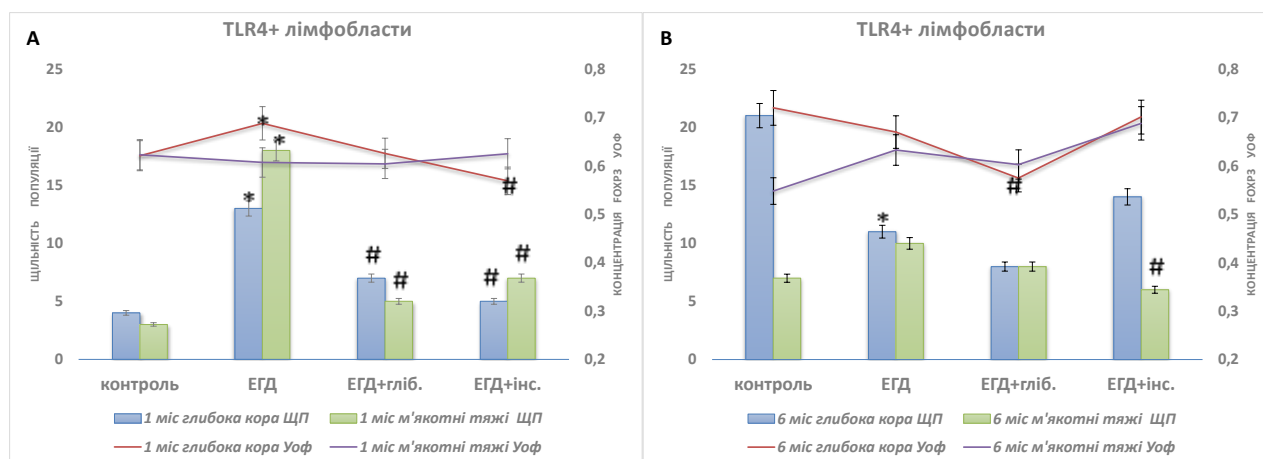 A
TLR4+ лімфобласти
ЩІЛЬНІСТЬ ПОПУЛЯЦІЇ
25
20
15
10
5
0
*
*
*
#
#
#
#
#
0,8
0,7
0,6
0,5
0,4
0,3
0,2
КОНЦЕНТРАЦІЯ FOXP3 УОФ
контроль ЕГД ЕГД+гліб. ЕГД+інс.
1 міс глибока кора ЩП 1 міс м'якотні тяжі ЩП
1 міс глибока кора Уоф 1 міс м'якотні тяжі Уоф
B
TLR4+ лімфобласти
ЩІЛЬНІСТЬ ПОПУЛЯЦІЇ
25
20
15
10
5
0
*
#
#
0,8
0,7
0,6
0,5
0,4
0,3
0,2
КОНЦЕНТРАЦІЯ FOXP3 УОФ
контроль ЕГД ЕГД+гліб. ЕГД+інс.
6 міс глибока кора ЩП 6 міс м'якотні тяжі ЩП
6 міс глибока кора Уоф 6 міс м'якотні тяжі Уоф